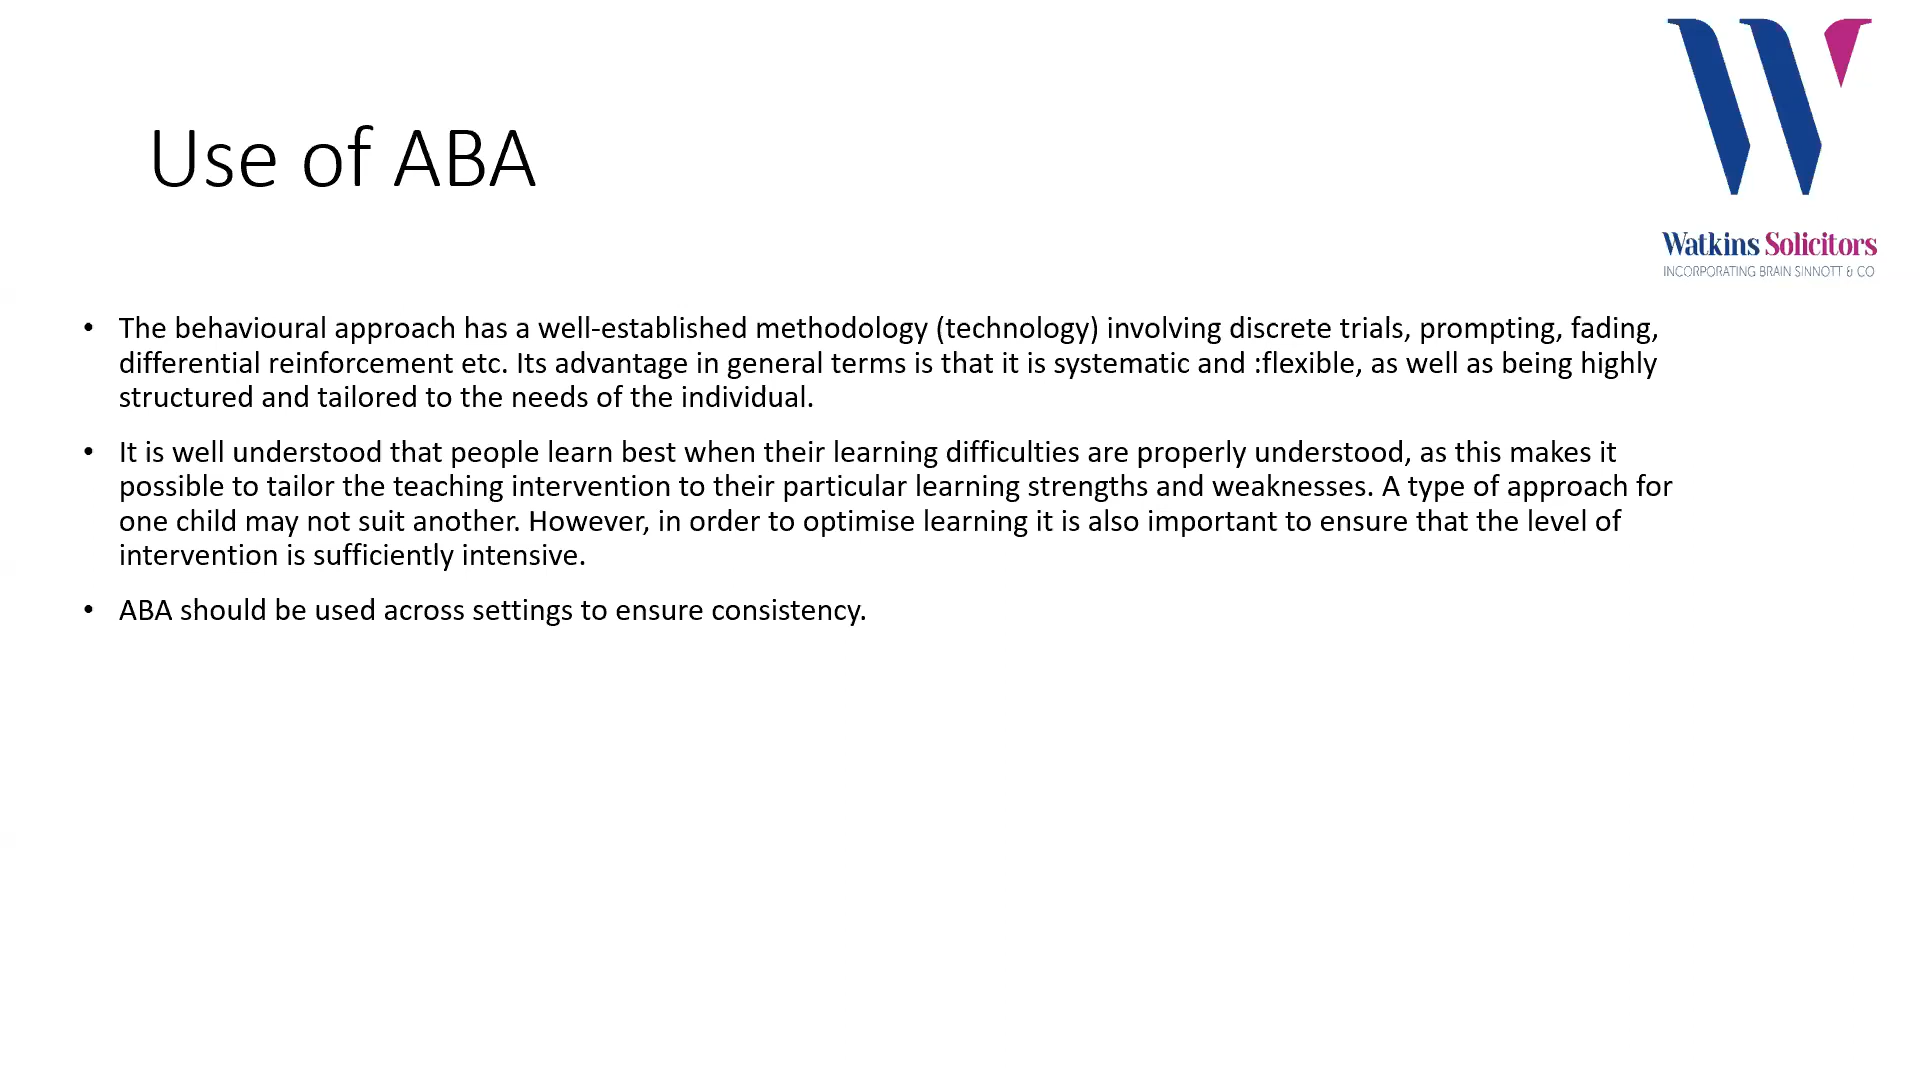 Use of ABA
Watkins Solicitors
INCORPORATING BRAIN SINNOTT & CO
• The behavioural approach has a well-established methodology (technology) involving discrete trials, prompting, fading,
differential reinforcement etc. Its advantage in general terms is that it is systematic and :flexible, as well as being highly
structured and tailored to the needs of the individual.
• It is well understood that people learn best when their learning difficulties are properly understood, as this makes it
possible to tailor the teaching intervention to their particular learning strengths and weaknesses. A type of approach for
one child may not suit another. However, in order to optimise learning it is also important to ensure that the level of
intervention is sufficiently intensive.
• ABA should be used across settings to ensure consistency.